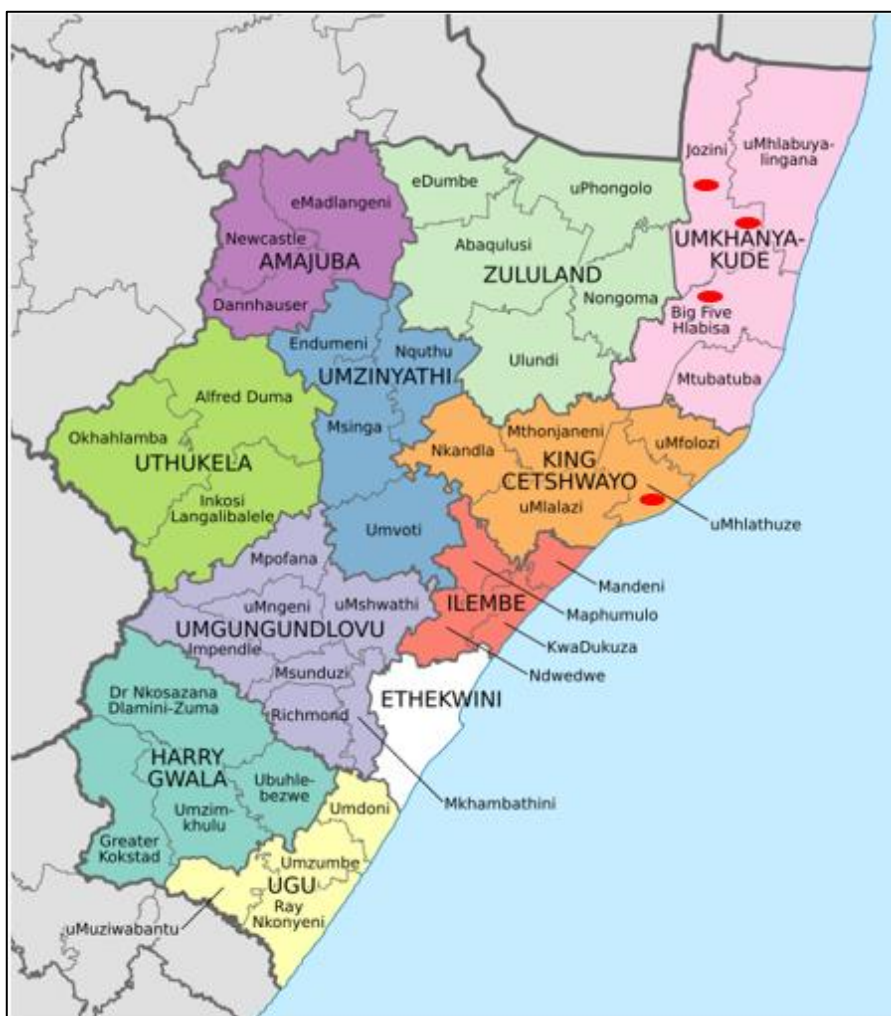 Jozini
uMhlabuya-
lingana
eDumbe
uPhongolo
eMadlangeni
Newcastle
AMAJUBA
Abaqulusi
ZULULAND
UMKHANYA-
KUDE
Dannhauser
Nongoma
Big Five
Hlabisa
Endumeni
Nquthu
UMZINYATHI
Ulundi
Mtubatuba
Alfred Duma
Msinga
Okhahlamba
UTHUKELA
Mthonjaneni
Nkandla
uMfolozi
KING
CETSHWAYO
Inkosi
Langalibalele
uMlalazi
uMhlathuze
Umvoti
Mpofana
Mandeni
uMngeni
uMshwathi
ILEMBE
Maphumulo
UMGUNGUNDLOVU
Impendle
KwaDukuza
Msunduzi
Ndwedwe
Dr Nkosazana
Dlamini-Zuma
ETHEKWINI
Richmond
HARRY
GWALA
Ubuhle-
bezwe
Mkhambathini
Umzim-
khulu
Umdoni
Greater
Kokstad
Umzumbe
UGU
Ray
Nkonyeni
uMuziwabantu